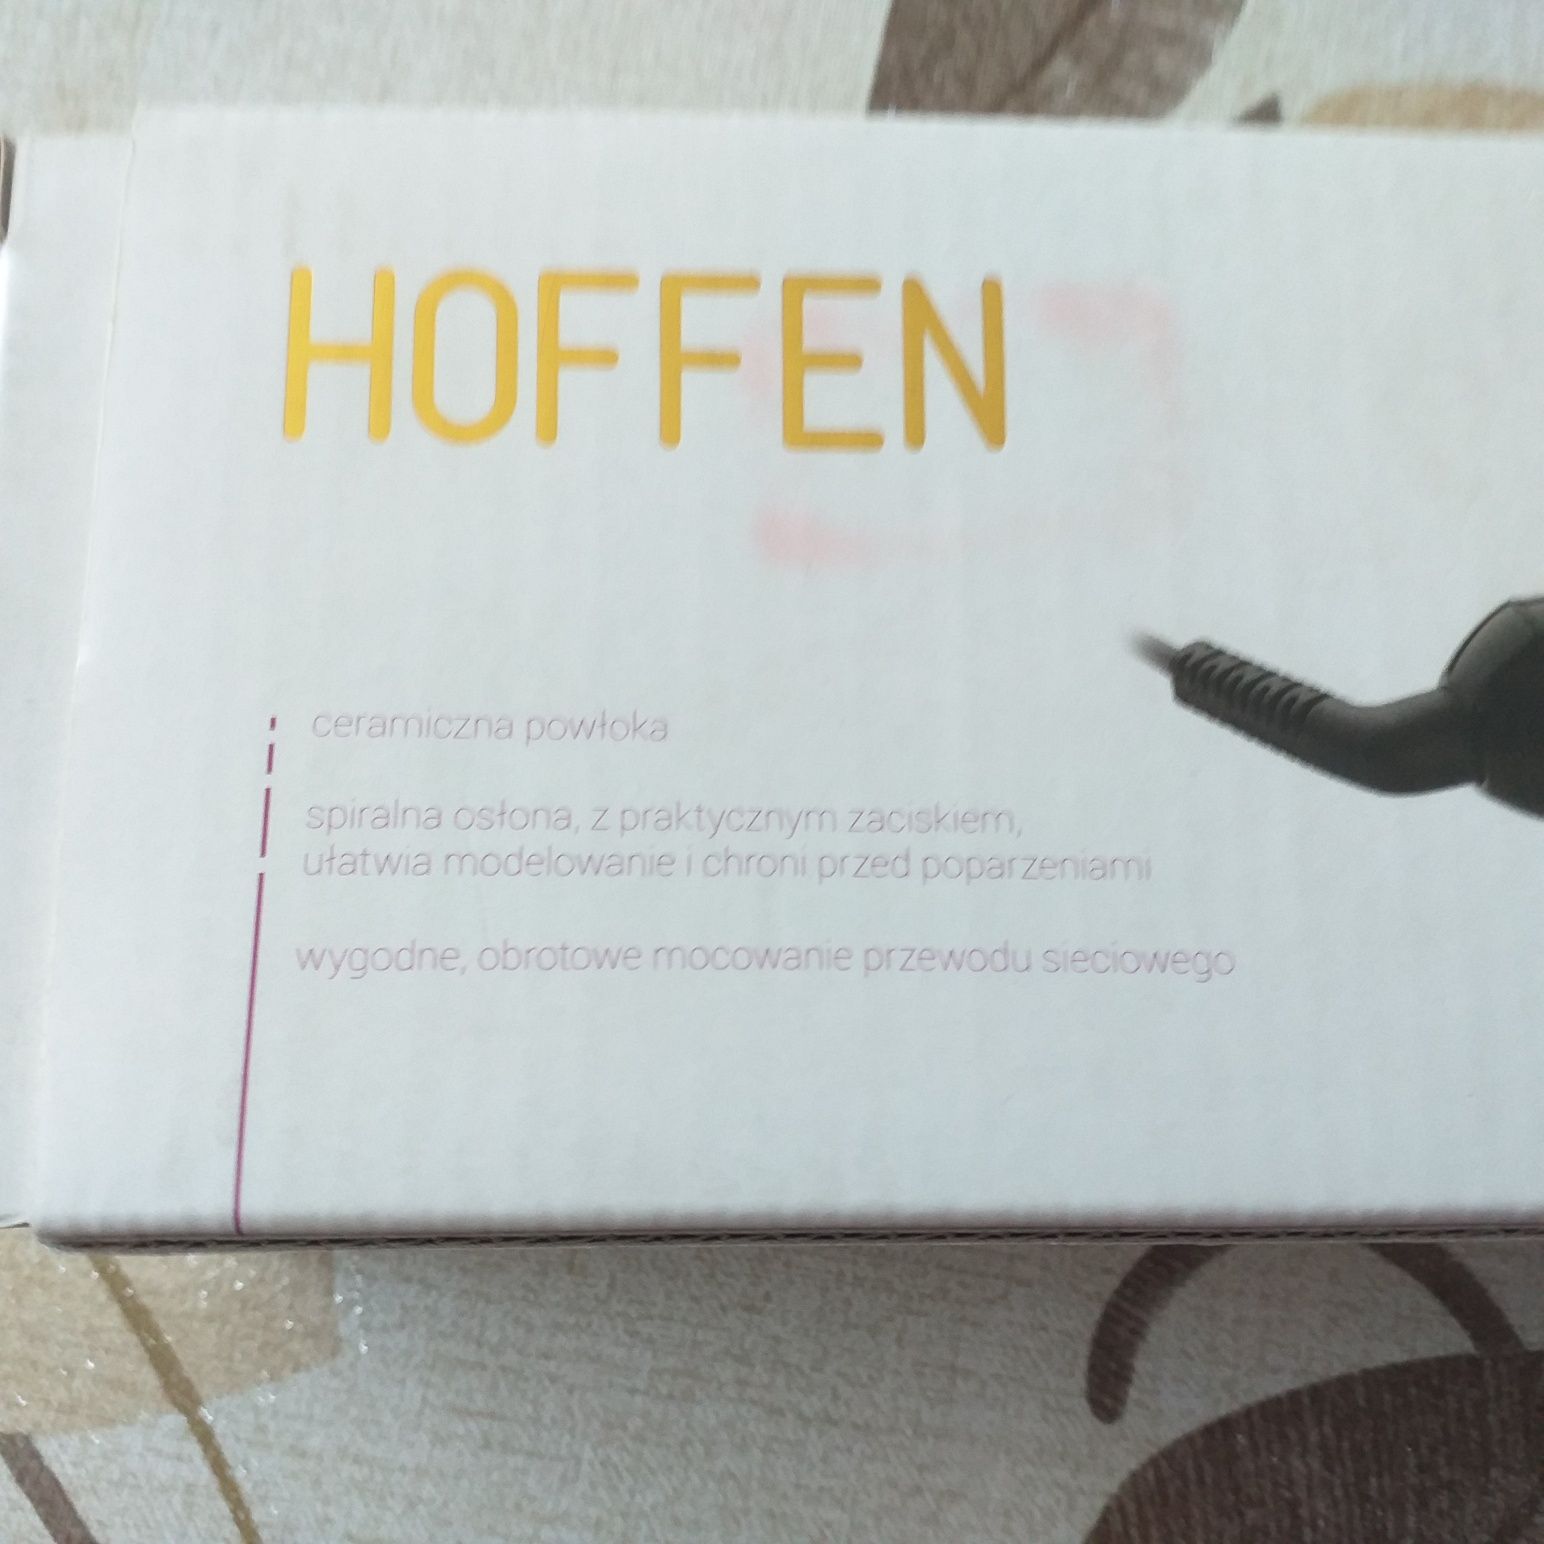 HOFFEN
ceramiczna powłoka
spiralna osłona, z praktycznym zaciskiem,
ułatwia modelowanie i chroni przed poparzeniami
wygodne, obrotowe mocowanie przewodu sieciowego